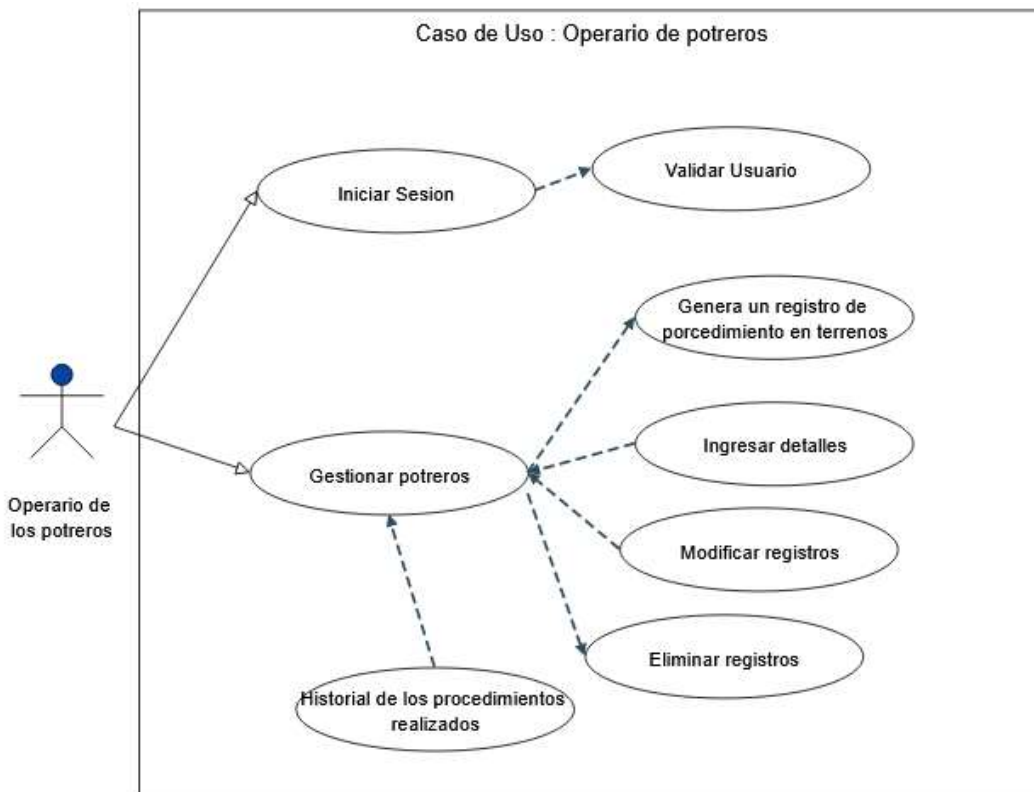 Caso de Uso : Operario de potreros
Iniciar Sesion
Validar Usuario
Genera un registro de
porcedimiento en terrenos
Ingresar detalles
Gestionar potreros
Operario de
los potreros
Modificar registros
Eliminar registros
Historial de los procedimientos
realizados